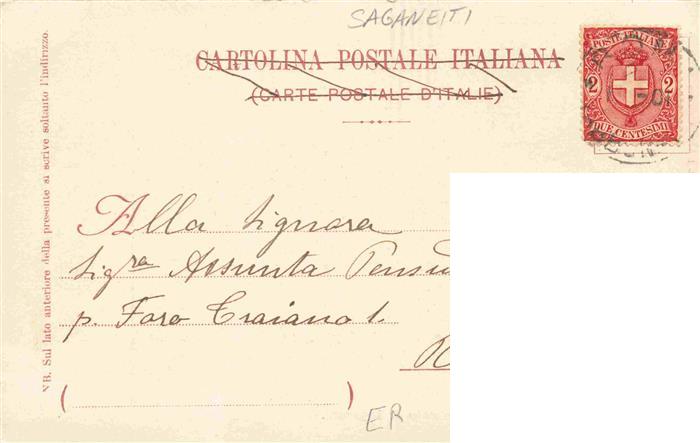 SAGANEITI
CARTOLINA POSTALE ITALIANA
(CARTE POSTALE D'ITALIE)
POSTE ITALIANE
2 2
DUE CENTESIMI
NB. Sul lato anteriore della presente si scrive soltanto l'indirizzo.
Alla Signora
Sig.ra Assunta
p. Foro Traiano 1.
( )
ER